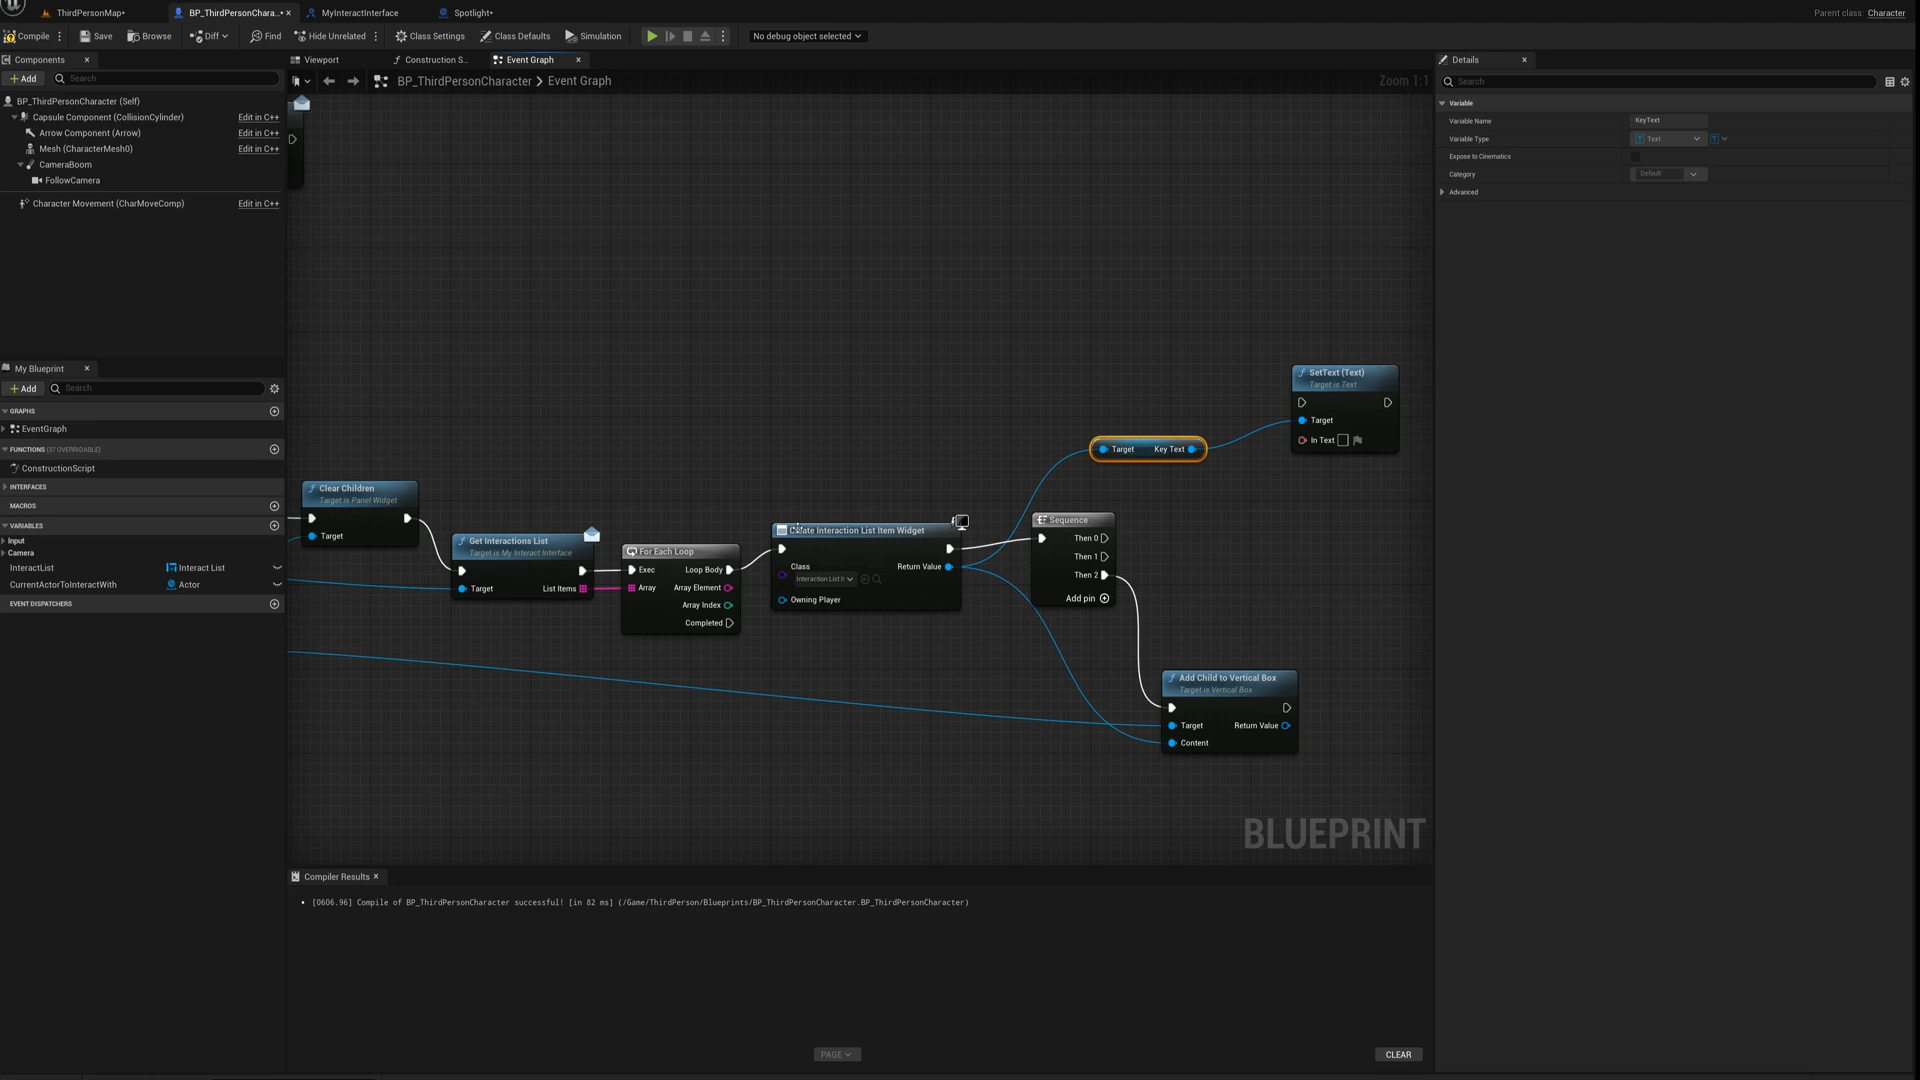 ThirdPersonMap*
BP_ThirdPersonChara...*
MyInteractInterface
Spotlight*
Parent class: Character
Compile
Save
Browse
Diff
Find
Hide Unrelated
Class Settings
Class Defaults
Simulation
No debug object selected
Components
Viewport
Construction S...
Event Graph
Details
Add
Search
BP_ThirdPersonCharacter > Event Graph
Zoom 1:1
Search
BP_ThirdPersonCharacter (Self)
Capsule Component (CollisionCylinder) Edit in C++
Arrow Component (Arrow) Edit in C++
Mesh (CharacterMesh0) Edit in C++
CameraBoom
FollowCamera
Character Movement (CharMoveComp) Edit in C++
Variable
Variable Name KeyText
Variable Type Text
Expose to Cinematics
Category Default
Advanced
My Blueprint
Add
Search
GRAPHS
EventGraph
FUNCTIONS (37 OVERRIDABLE)
ConstructionScript
INTERFACES
MACROS
VARIABLES
Input
Camera
InteractList Interact List
CurrentActorToInteractWith Actor
EVENT DISPATCHERS
Clear Children
Target is Panel Widget
Target
Get Interactions List
Target is My Interact Interface
Target List Items
For Each Loop
Exec Loop Body
Array Array Element
Array Index
Completed
Create Interaction List Item Widget
Class Return Value
Interaction List It
Owning Player
Target Key Text
SetText (Text)
Target is Text
Target
In Text
Sequence
Then 0
Then 1
Then 2
Add pin
Add Child to Vertical Box
Target is Vertical Box
Target Return Value
Content
BLUEPRINT
Compiler Results
[0606.96] Compile of BP_ThirdPersonCharacter successful! [in 82 ms] (/Game/ThirdPerson/Blueprints/BP_ThirdPersonCharacter.BP_ThirdPersonCharacter)
PAGE
CLEAR